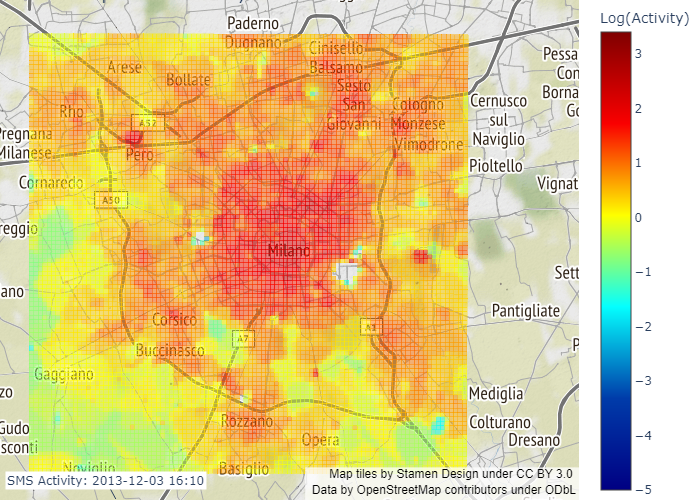 Log(Activity)
3
2
1
0
−1
−2
−3
−4
−5
Paderno
Dugnano
Cinisello
Balsamo
Arese
Bollate
Sesto
San
Giovanni
Rho
Cologno
Monzese
Cernusco
sul
Naviglio
Pessa
Con
Borna
Go
A52
Pregnana
Milanese
Pero
Vimodrone
Pioltello
Cornaredo
Vignat
A50
reggio
Milano
ano
Sett
Pantigliate
Corsico
A7
Buccinasco
P
Gaggiano
zo
Mediglia
Gudo
sconti
Rozzano
Colturano
Dresano
Opera
Noviglio
Basiglio
SMS Activity: 2013-12-03 16:10
Map tiles by Stamen Design under CC BY 3.0
Data by OpenStreetMap contributors under ODbL